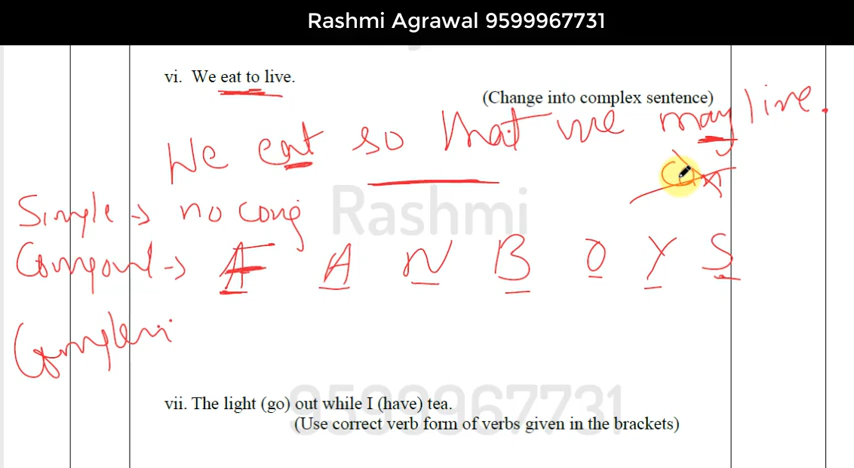 Rashmi Agrawal 9599967731
vi. We eat to live.
(Change into complex sentence)
We eat so that we may live.
can
Simple → no conj
Rashmi
Compound → F A N B O Y S
Complex
9599967731
vii. The light (go) out while I (have) tea.
(Use correct verb form of verbs given in the brackets)